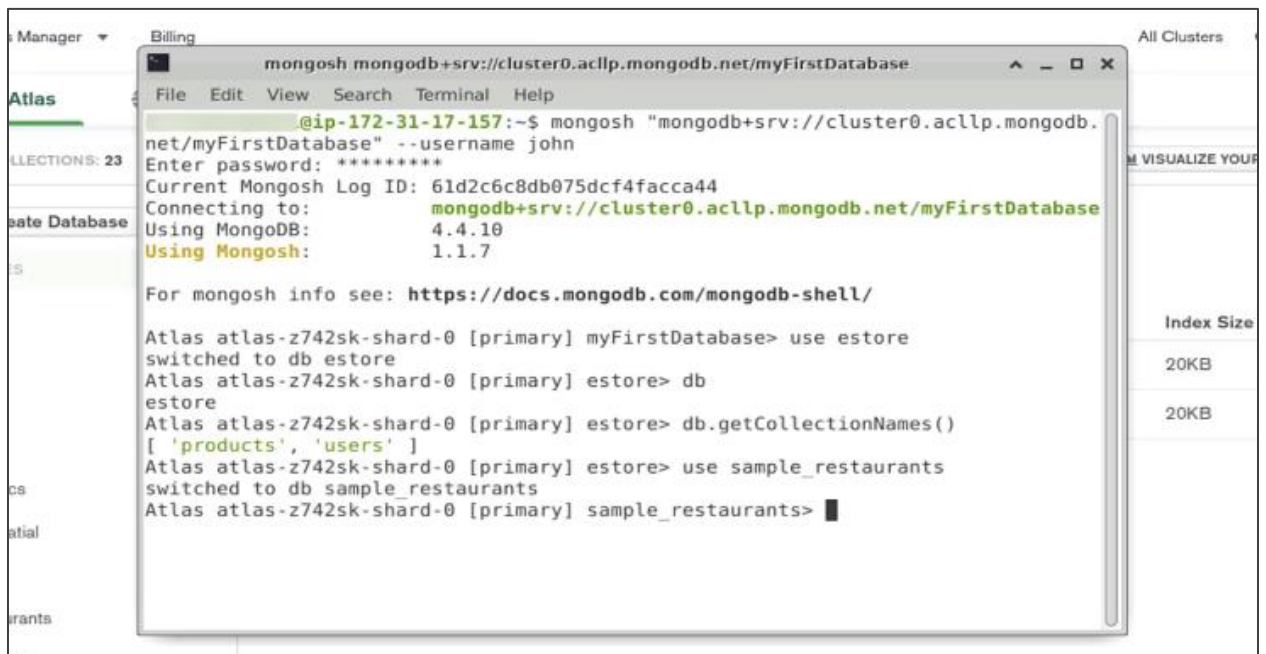 Manager
Billing
All Clusters
mongosh mongodb+srv://cluster0.acllp.mongodb.net/myFirstDatabase
File Edit View Search Terminal Help
Atlas
@ip-172-31-17-157:~$ mongosh "mongodb+srv://cluster0.acllp.mongodb.
net/myFirstDatabase" --username john
LLECTIONS: 23
VISUALIZE YOUR
Enter password: *********
Current Mongosh Log ID: 61d2c6c8db075dcf4facca44
Connecting to: mongodb+srv://cluster0.acllp.mongodb.net/myFirstDatabase
eate Database
Using MongoDB: 4.4.10
Using Mongosh: 1.1.7
ES
For mongosh info see: https://docs.mongodb.com/mongodb-shell/
Index Size
Atlas atlas-z742sk-shard-0 [primary] myFirstDatabase> use estore
switched to db estore
20KB
Atlas atlas-z742sk-shard-0 [primary] estore> db
estore
20KB
Atlas atlas-z742sk-shard-0 [primary] estore> db.getCollectionNames()
[ 'products', 'users' ]
Atlas atlas-z742sk-shard-0 [primary] estore> use sample_restaurants
switched to db sample_restaurants
cs
Atlas atlas-z742sk-shard-0 [primary] sample_restaurants>
atial
urants